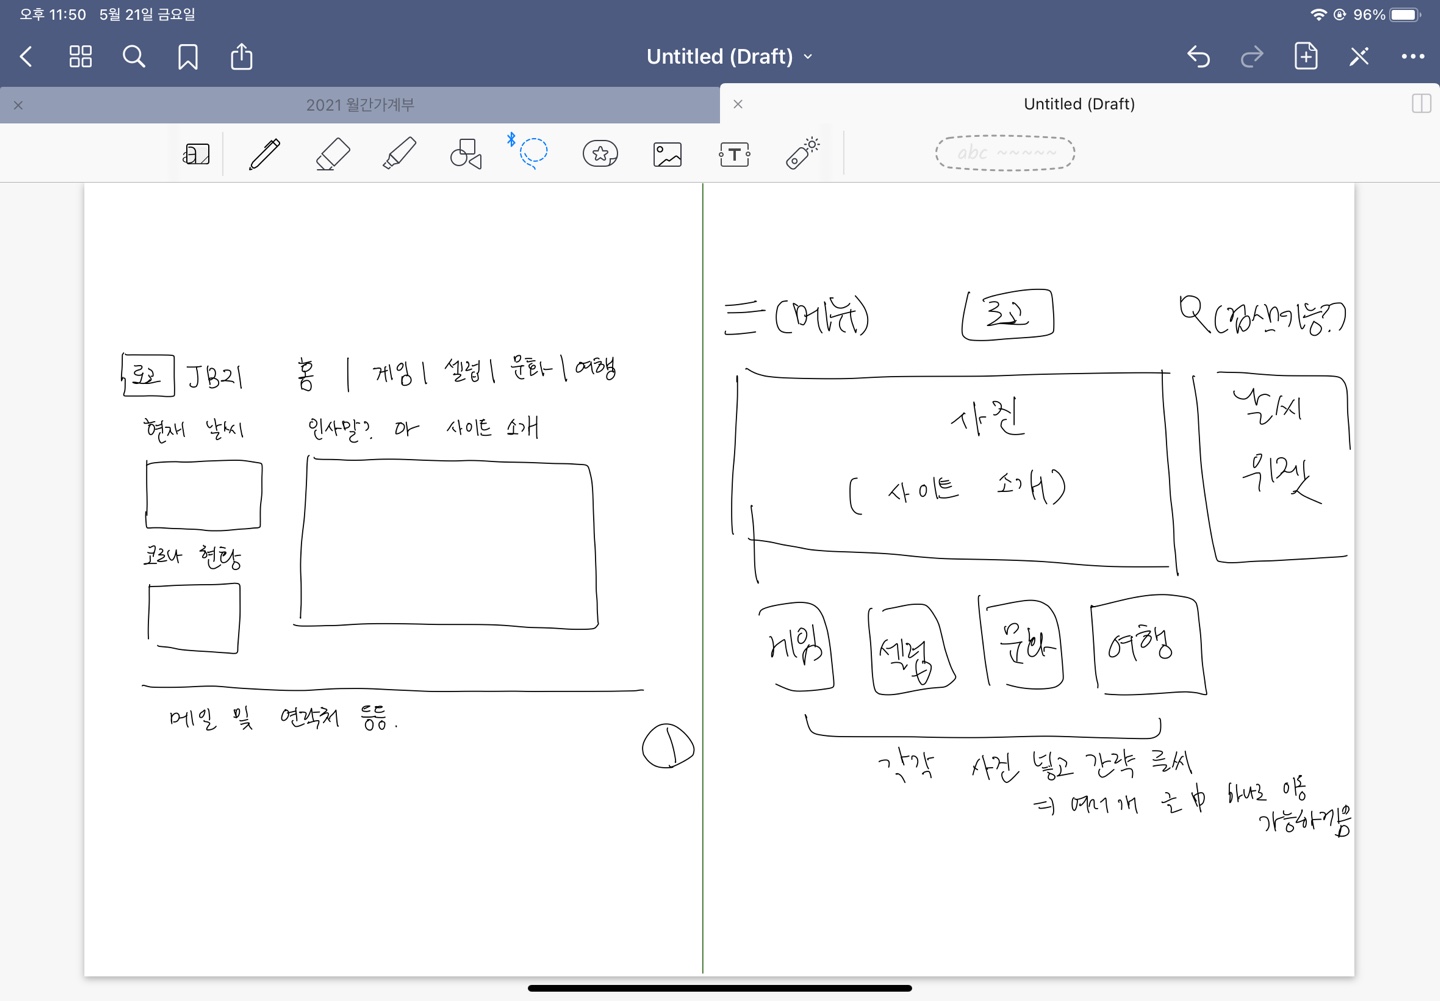 오후 11:50 5월 21일 금요일
96%
Untitled (Draft)
2021 월간가계부
Untitled (Draft)
abc
로고 JB21 홈 | 게임 | 셀럽 | 문화 | 여행
현재 날씨
인사말? 아 사이트 소개
코로나 현황
메일 및 연락처 등등.
1
(메뉴)
로고
(검색기능?)
사진
(사이트 소개)
날씨
위젯
게임
셀럽
문화
여행
각각 사진 넣고 간략 글씨
⇒ 여러개 글 中 하나로 이동
가능하게끔